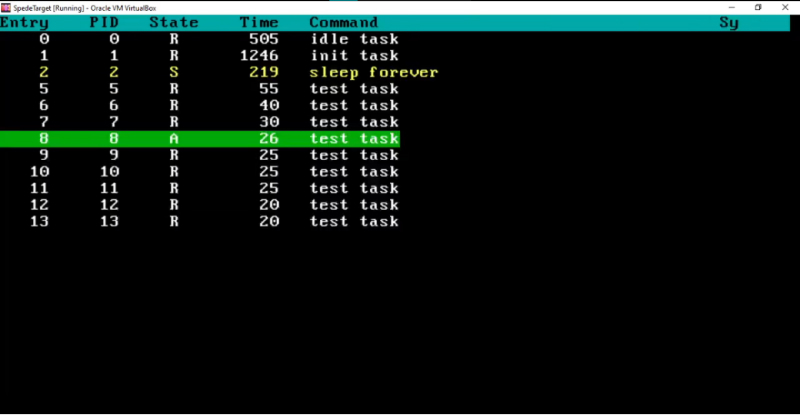 SpedeTarget [Running] - Oracle VM VirtualBox
Entry PID State Time Command Sy
0 0 R 505 idle task
1 1 R 1246 init task
2 2 S 219 sleep forever
5 5 R 55 test task
6 6 R 40 test task
7 7 R 30 test task
8 8 A 26 test task
9 9 R 25 test task
10 10 R 25 test task
11 11 R 25 test task
12 12 R 20 test task
13 13 R 20 test task